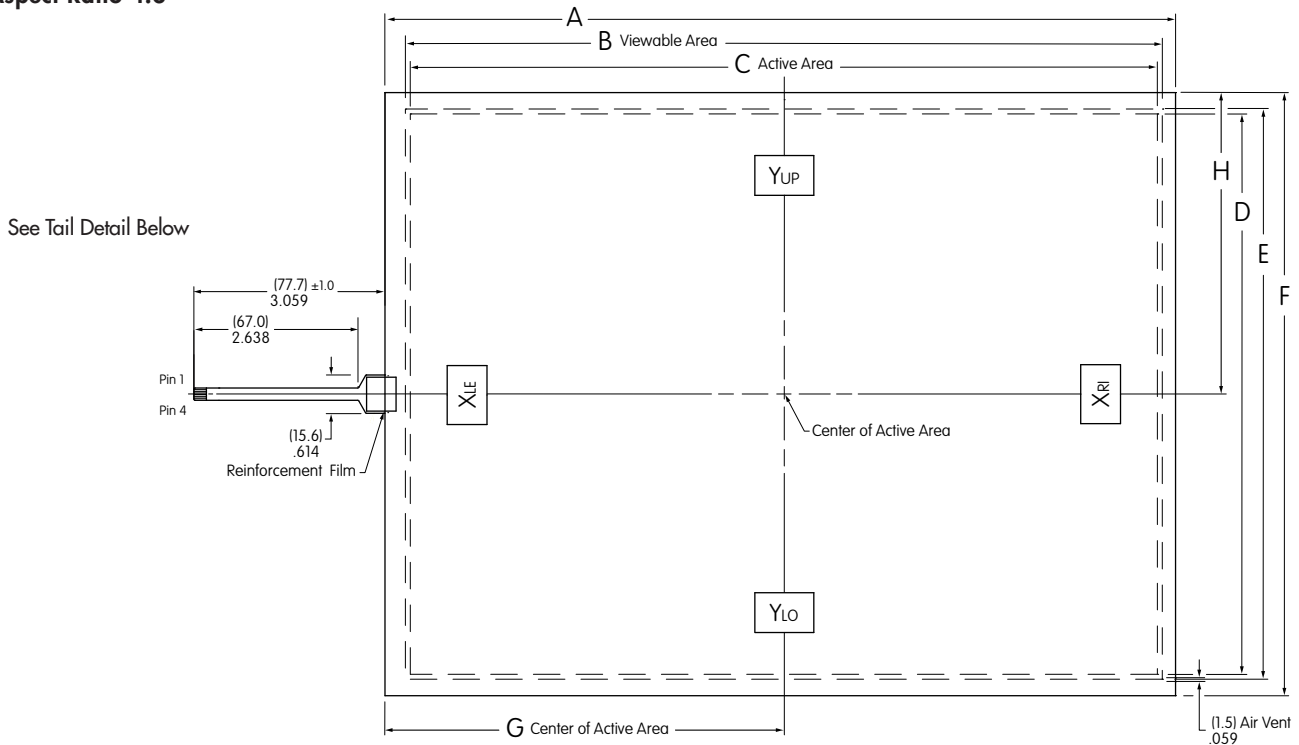 Aspect Ratio 4:3
A
B Viewable Area
C Active Area
YUP
H
D
E
F
See Tail Detail Below
(77.7) ±1.0
3.059
(67.0)
2.638
Pin 1
Pin 4
XLE
XRI
Center of Active Area
(15.6)
.614
Reinforcement Film
YLO
G Center of Active Area
(1.5) Air Vent
.059